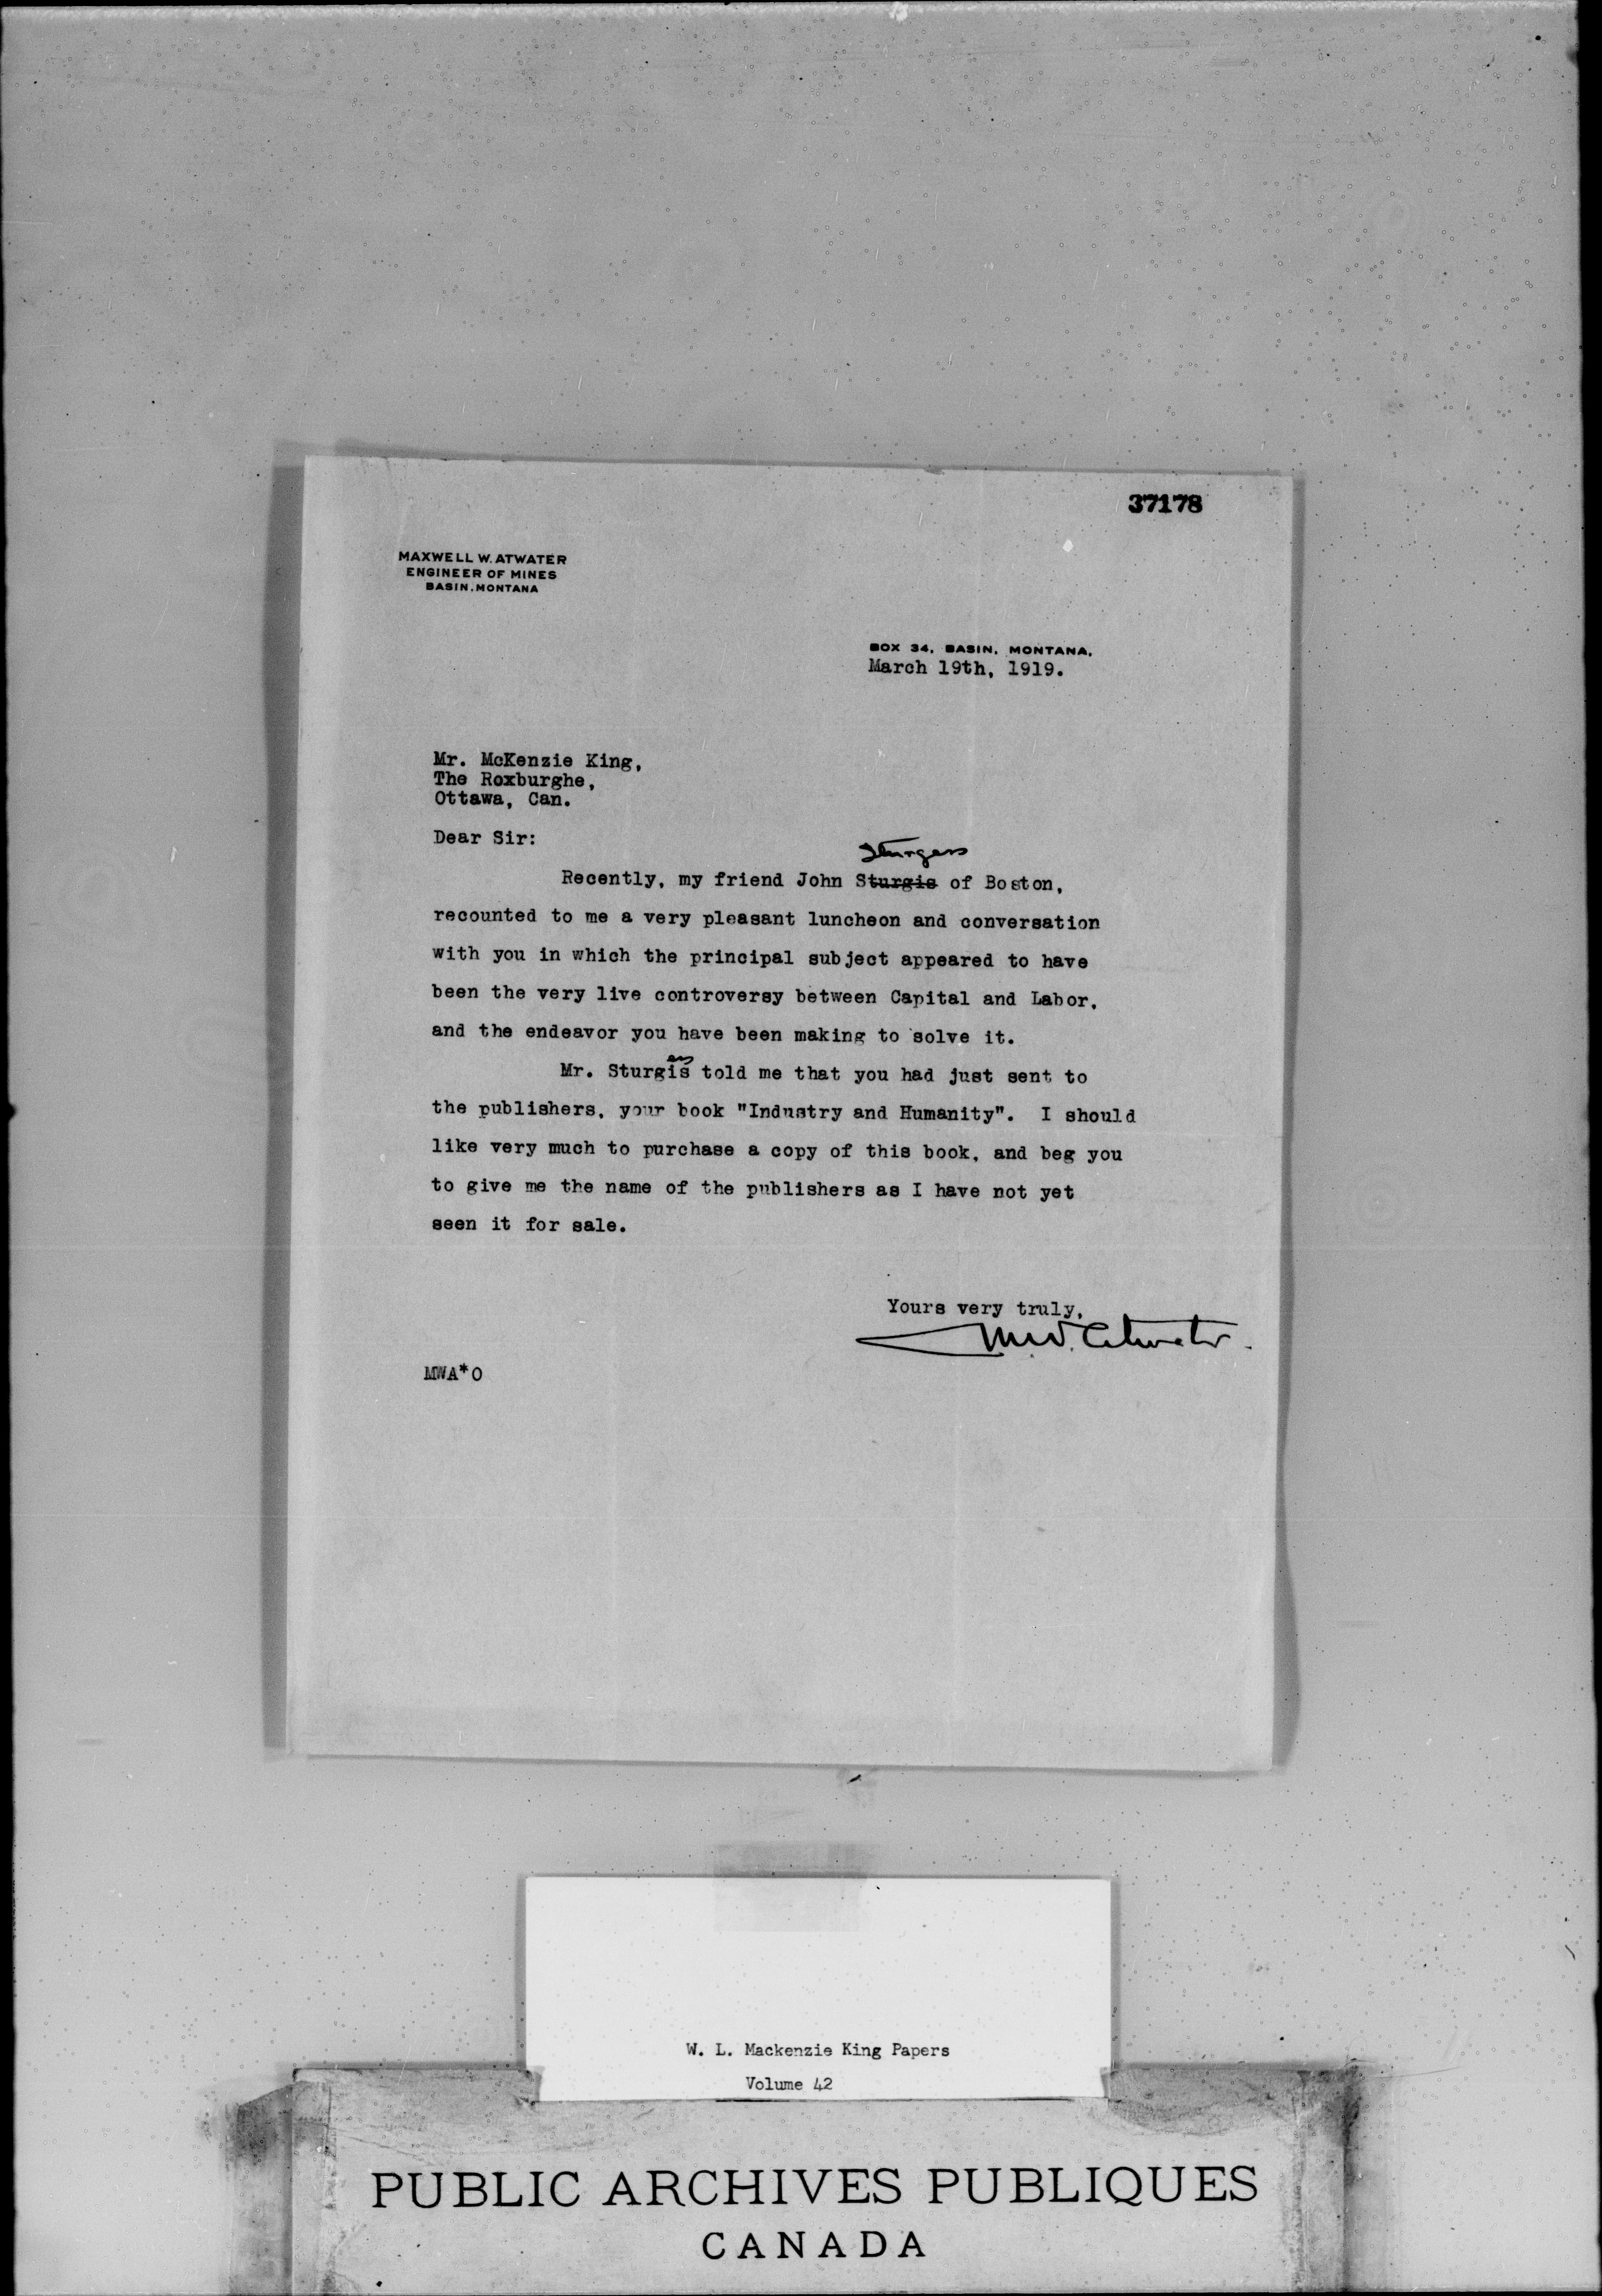 37178
MAXWELL W. ATWATER
ENGINEER OF MINES
BASIN, MONTANA
BOX 34, BASIN, MONTANA,
March 19th, 1919.
Mr. McKenzie King,
The Roxburghe,
Ottawa, Can.
Dear Sir:
Sturgess
Recently, my friend John Sturgis of Boston,
recounted to me a very pleasant luncheon and conversation
with you in which the principal subject appeared to have
been the very live controversy between Capital and Labor,
and the endeavor you have been making to solve it.
Mr. Sturgis told me that you had just sent to
the publishers, your book "Industry and Humanity". I should
like very much to purchase a copy of this book, and beg you
to give me the name of the publishers as I have not yet
seen it for sale.
Yours very truly,
M.W. Atwater.
MWA*O
W. L. Mackenzie King Papers
Volume 42
PUBLIC ARCHIVES PUBLIQUES
CANADA